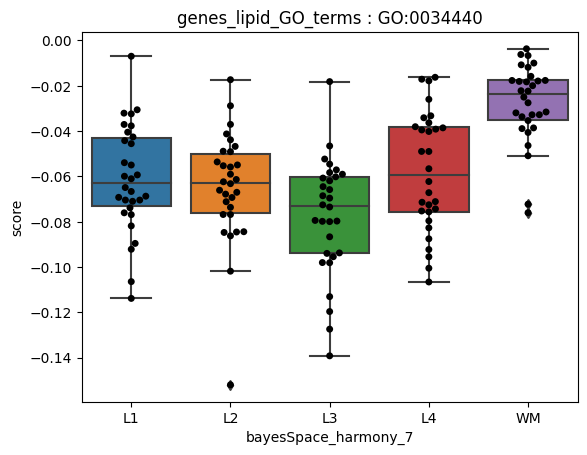 genes_lipid_GO_terms : GO:0034440
0.00
−0.02
−0.04
−0.06
−0.08
−0.10
−0.12
−0.14
score
L1 L2 L3 L4 WM
bayesSpace_harmony_7